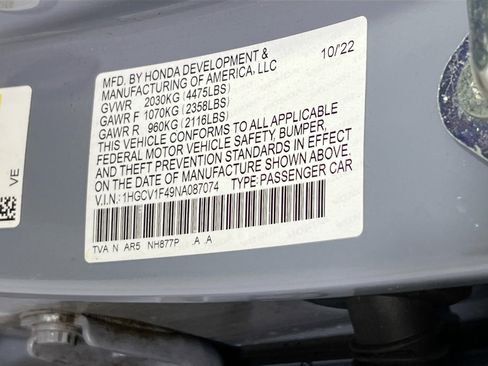 MFD. BY HONDA DEVELOPMENT & 10/'22
MANUFACTURING OF AMERICA, LLC
GVWR 2030KG (4475LBS)
GAWR F 1070KG (2358LBS)
GAWR R 960KG (2116LBS)
THIS VEHICLE CONFORMS TO ALL APPLICABLE
FEDERAL MOTOR VEHICLE SAFETY, BUMPER,
AND THEFT PREVENTION STANDARDS IN EFFECT
ON THE DATE OF MANUFACTURE SHOWN ABOVE.
V.I.N.: 1HGCV1F49NA087074 TYPE:PASSENGER CAR
TVA N AR5 NH877P A A
VE